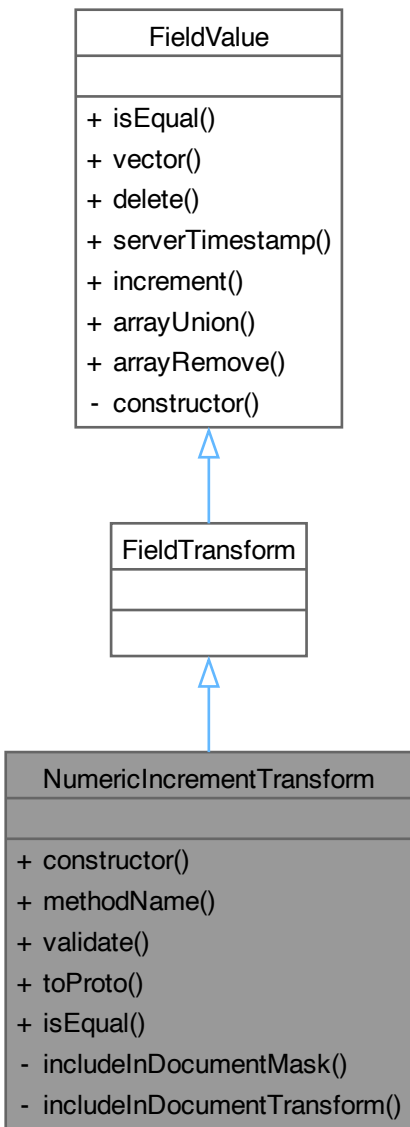 FieldValue
+ isEqual()
+ vector()
+ delete()
+ serverTimestamp()
+ increment()
+ arrayUnion()
+ arrayRemove()
- constructor()
FieldTransform
NumericIncrementTransform
+ constructor()
+ methodName()
+ validate()
+ toProto()
+ isEqual()
- includeInDocumentMask()
- includeInDocumentTransform()